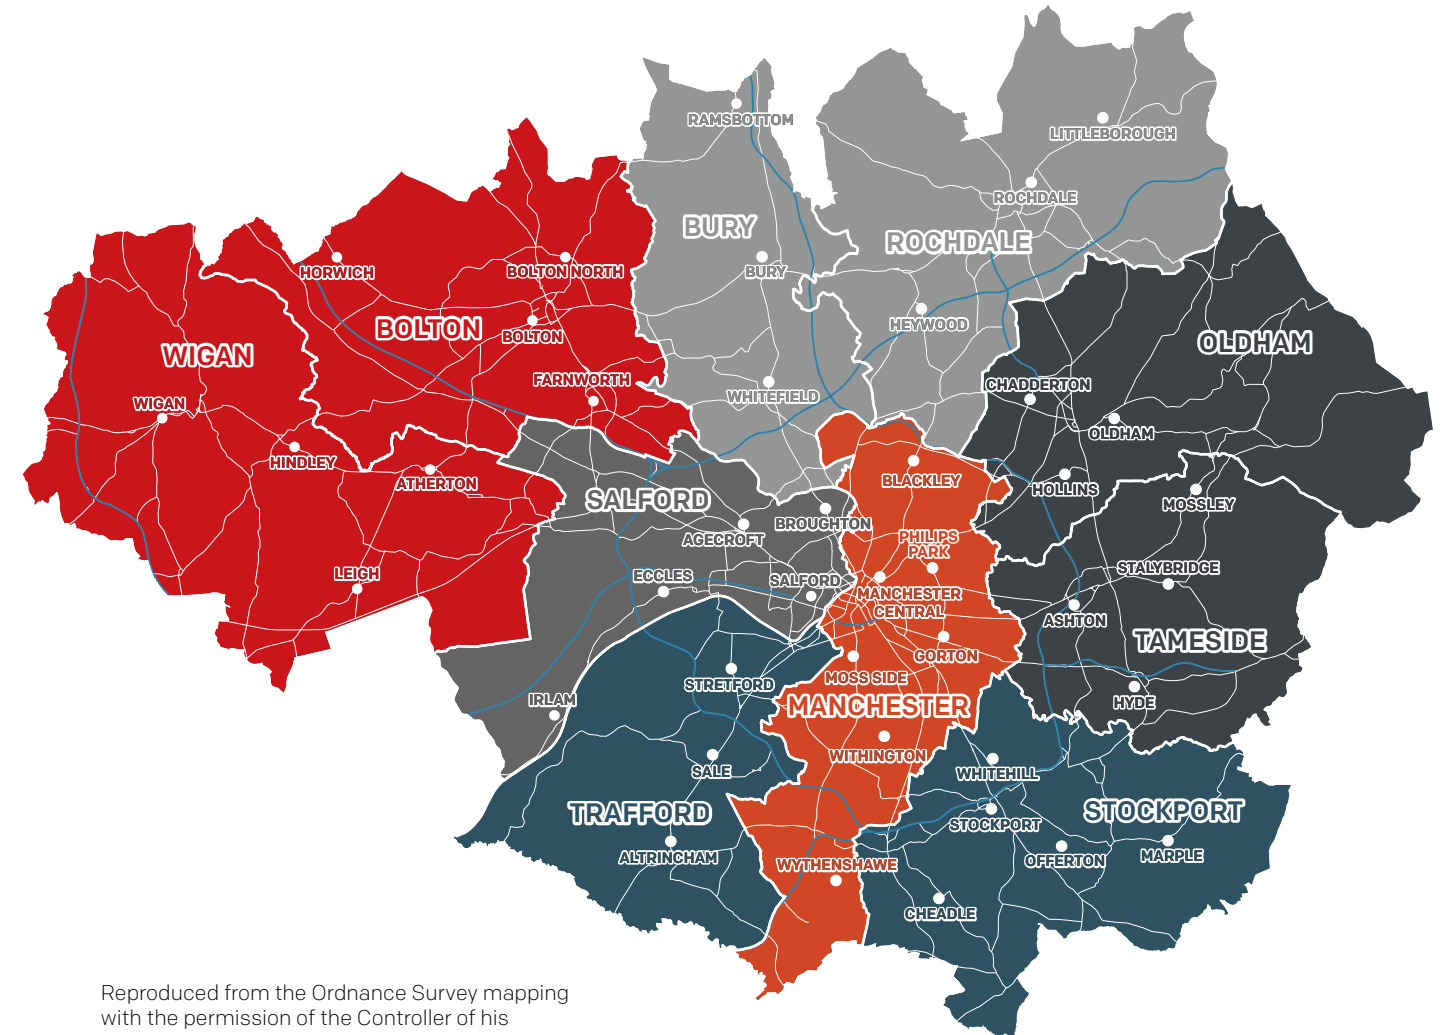 RAMSBOTTOM
LITTLEBOROUGH
ROCHDALE
BURY
ROCHDALE
HORWICH
BOLTON NORTH
BURY
BOLTON
BOLTON
HEYWOOD
WIGAN
OLDHAM
FARNWORTH
WHITEFIELD
CHADDERTON
WIGAN
OLDHAM
HINDLEY
ATHERTON
BLACKLEY
HOLLINS
SALFORD
MOSSLEY
BROUGHTON
AGECROFT
PHILIPS
PARK
LEIGH
ECCLES
SALFORD
STALYBRIDGE
MANCHESTER
CENTRAL
ASHTON
TAMESIDE
GORTON
MOSS SIDE
STRETFORD
IRLAM
MANCHESTER
HYDE
WITHINGTON
SALE
WHITEHILL
TRAFFORD
STOCKPORT
STOCKPORT
ALTRINCHAM
WYTHENSHAWE
OFFERTON
MARPLE
CHEADLE
Reproduced from the Ordnance Survey mapping
with the permission of the Controller of his